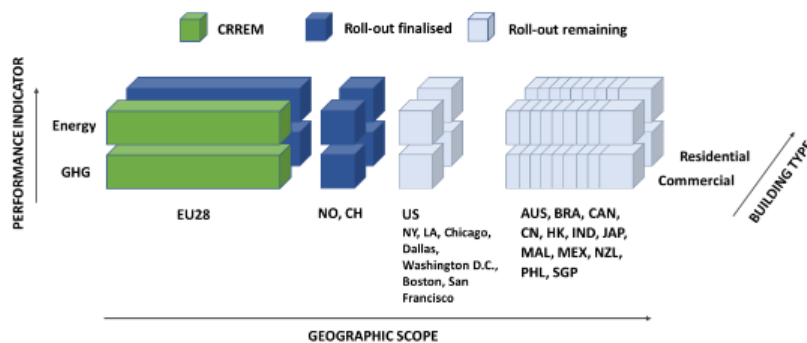 CRREM
Roll-out finalised
Roll-out remaining
PERFORMANCE INDICATOR
Energy
GHG
Residential
Commercial
BUILDING TYPE
EU28
NO, CH
US
NY, LA, Chicago,
Dallas,
Washington D.C.,
Boston, San
Francisco
AUS, BRA, CAN,
CN, HK, IND, JAP,
MAL, MEX, NZL,
PHL, SGP
GEOGRAPHIC SCOPE